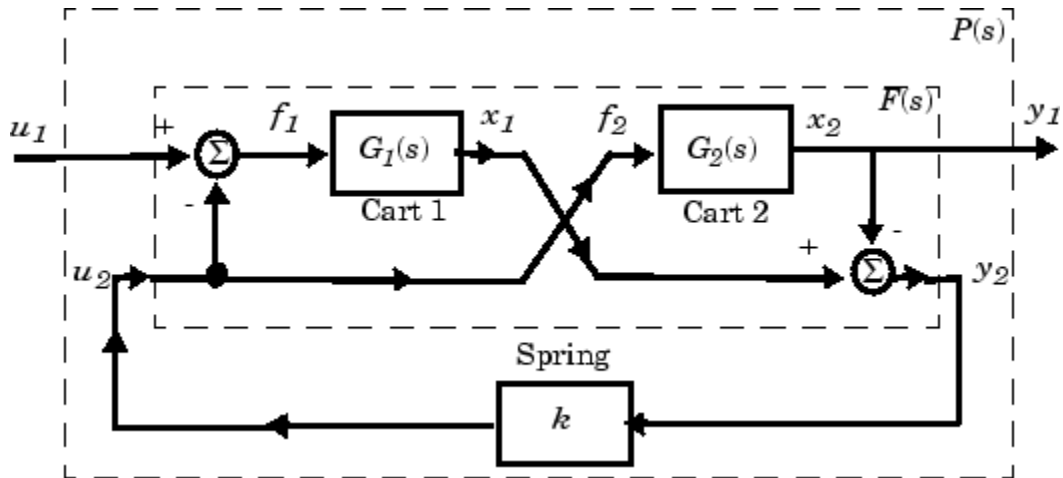 P(s)
F(s)
u1
+
Σ
f1
G1(s)
Cart 1
x1
f2
G2(s)
Cart 2
x2
y1
-
-
u2
+
Σ
y2
Spring
k